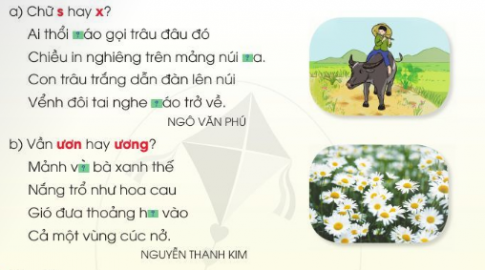 a) Chữ s hay x?
Ai thổi ?áo gọi trâu đâu đó
Chiều in nghiêng trên mảng núi ?a.
Con trâu trắng dẫn đàn lên núi
Vểnh đôi tai nghe ?áo trở về.
NGÔ VĂN PHÚ
b) Vần ươn hay ương?
Mảnh v? bà xanh thế
Nắng trổ như hoa cau
Gió đưa thoảng h? vào
Cả một vùng cúc nở.
NGUYỄN THANH KIM